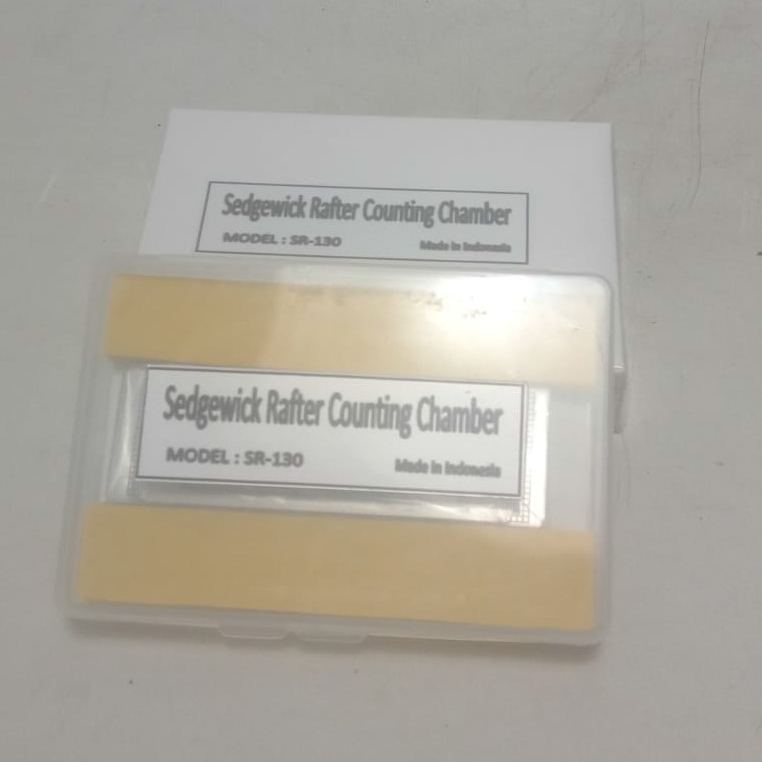 Sedgewick Rafter Counting Chamber
MODEL : SR-130 Made in Indonesia
Sedgewick Rafter Counting Chamber
MODEL : SR-130 Made in Indonesia